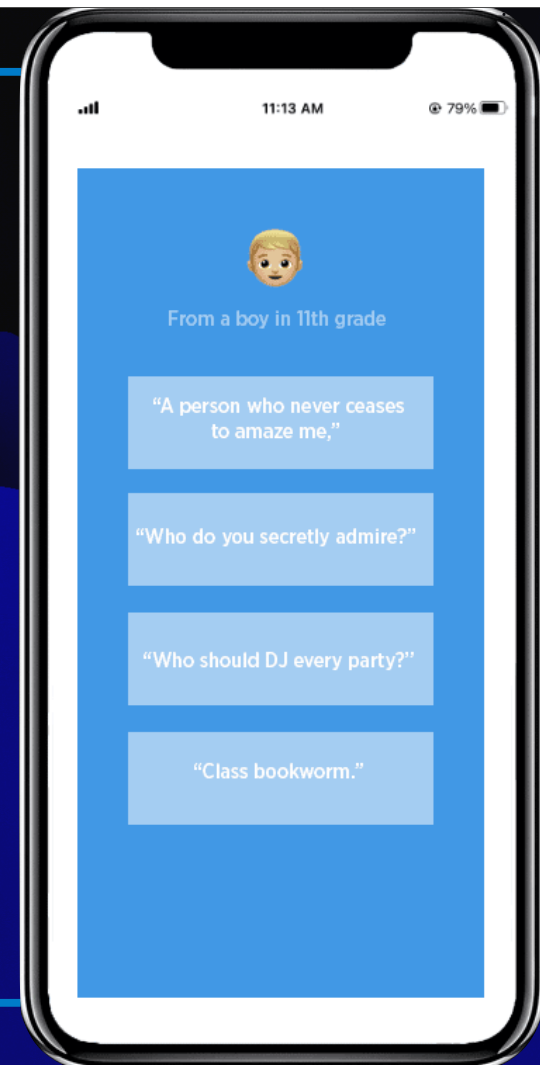 11:13 AM
79%
From a boy in 11th grade
“A person who never ceases
to amaze me,”
“Who do you secretly admire?”
“Who should DJ every party?”
“Class bookworm.”